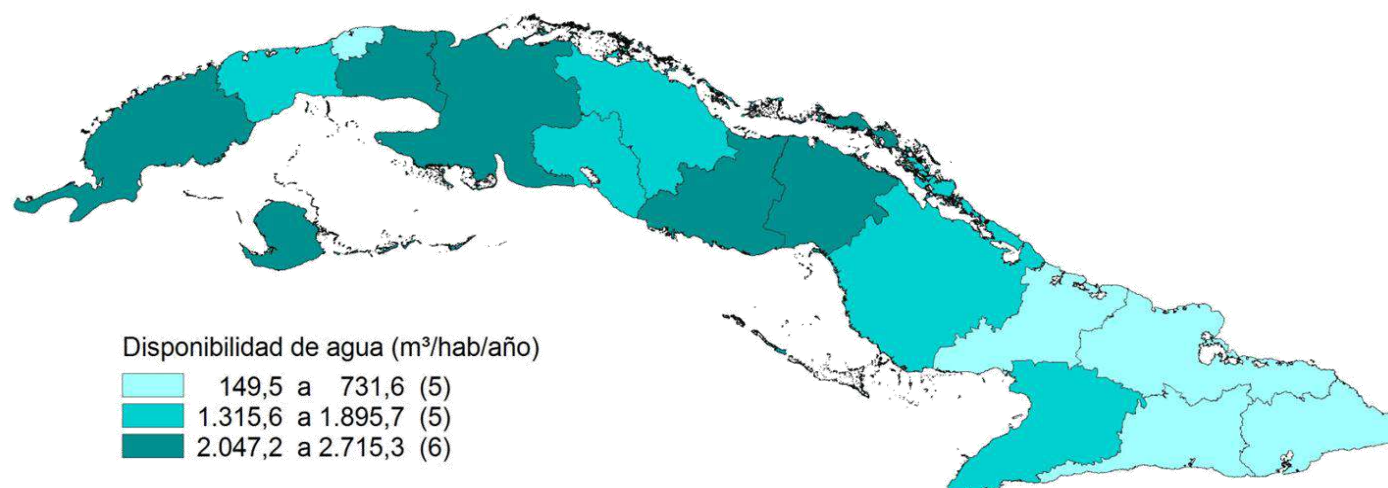 Disponibilidad de agua (m³/hab/año)
149,5 a 731,6 (5)
1.315,6 a 1.895,7 (5)
2.047,2 a 2.715,3 (6)